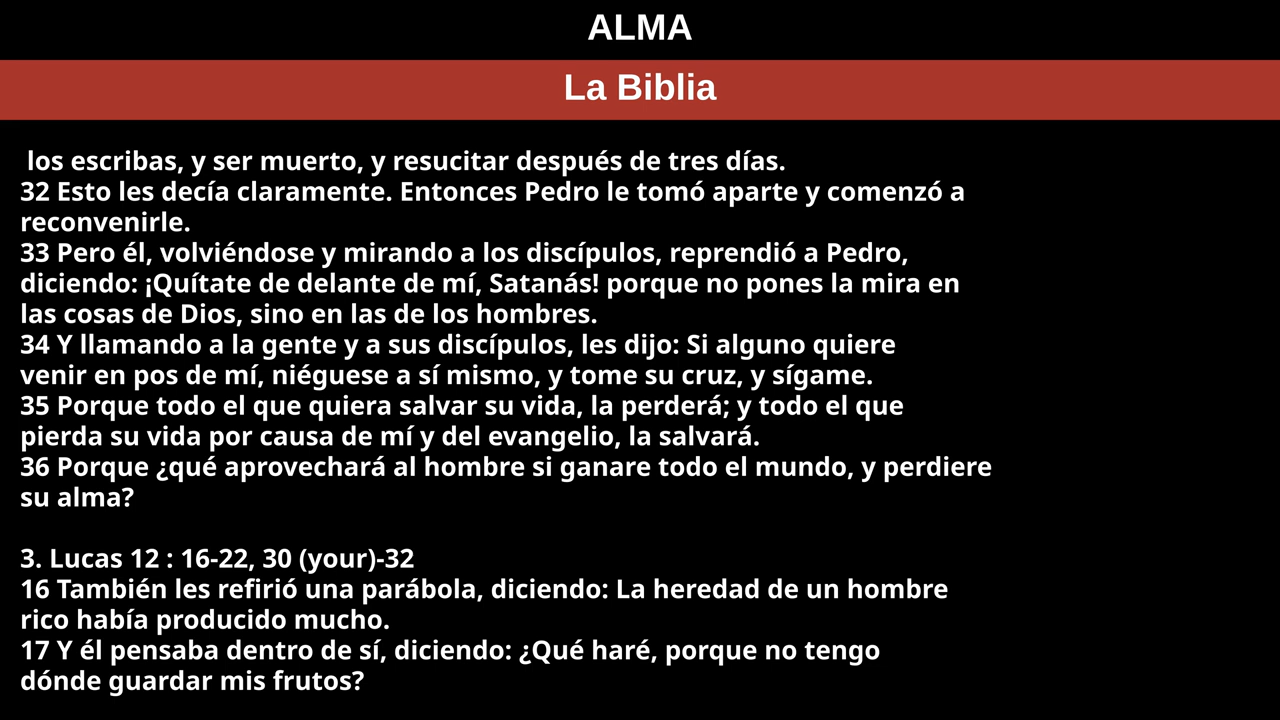 ALMA
La Biblia
los escribas, y ser muerto, y resucitar después de tres días.
32 Esto les decía claramente. Entonces Pedro le tomó aparte y comenzó a
reconvenirle.
33 Pero él, volviéndose y mirando a los discípulos, reprendió a Pedro,
diciendo: ¡Quítate de delante de mí, Satanás! porque no pones la mira en
las cosas de Dios, sino en las de los hombres.
34 Y llamando a la gente y a sus discípulos, les dijo: Si alguno quiere
venir en pos de mí, niéguese a sí mismo, y tome su cruz, y sígame.
35 Porque todo el que quiera salvar su vida, la perderá; y todo el que
pierda su vida por causa de mí y del evangelio, la salvará.
36 Porque ¿qué aprovechará al hombre si ganare todo el mundo, y perdiere
su alma?
3. Lucas 12 : 16-22, 30 (your)-32
16 También les refirió una parábola, diciendo: La heredad de un hombre
rico había producido mucho.
17 Y él pensaba dentro de sí, diciendo: ¿Qué haré, porque no tengo
dónde guardar mis frutos?